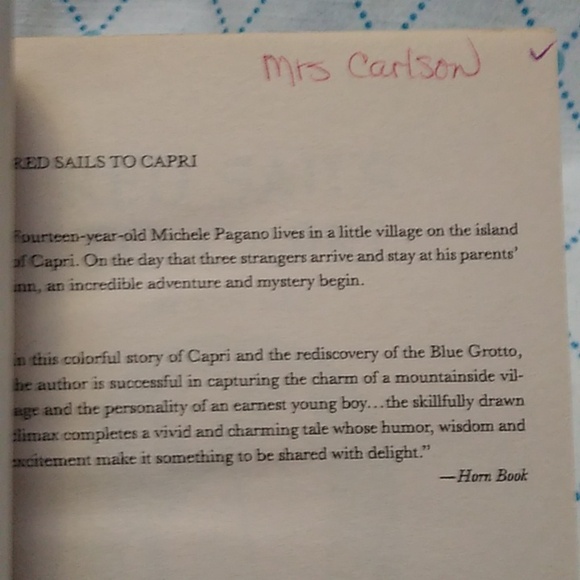 Mrs Carlson
RED SAILS TO CAPRI
Fourteen-year-old Michele Pagano lives in a little village on the island
of Capri. On the day that three strangers arrive and stay at his parents'
inn, an incredible adventure and mystery begin.
in this colorful story of Capri and the rediscovery of the Blue Grotto,
he author is successful in capturing the charm of a mountainside vil-
age and the personality of an earnest young boy...the skillfully drawn
climax completes a vivid and charming tale whose humor, wisdom and
excitement make it something to be shared with delight."
—Horn Book